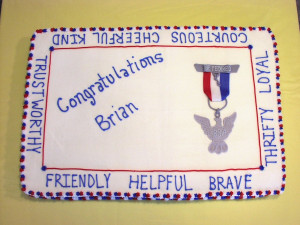 COURTEOUS CHEERFUL KIND
TRUSTWORTHY
Congratulations
Brian
THRIFTY LOYAL
FRIENDLY HELPFUL BRAVE